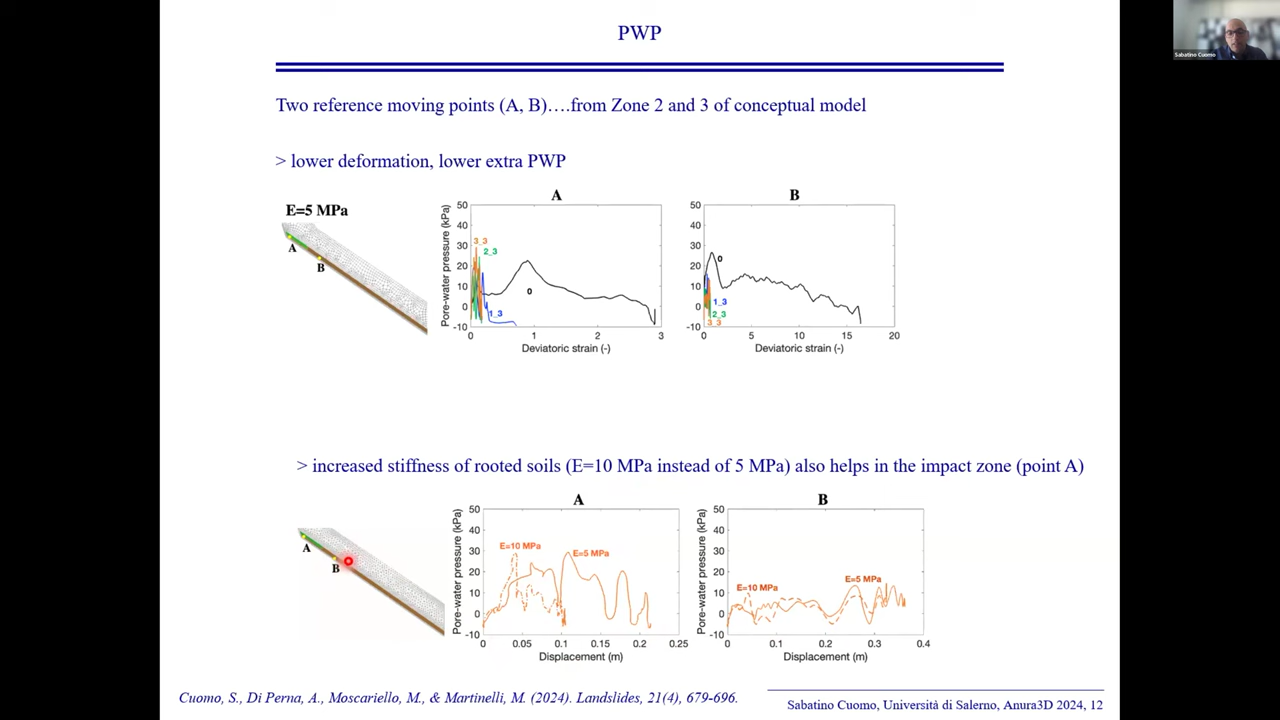 PWP
Sabatino Cuomo
Two reference moving points (A, B)….from Zone 2 and 3 of conceptual model
> lower deformation, lower extra PWP
E=5 MPa
A
B
A
Pore-water pressure (kPa)
50
40
30
20
10
0
-10
3_3
2_3
1_3
0
0
1
2
3
Deviatoric strain (-)
B
50
40
30
20
10
0
-10
0
1_3
2_3
3_3
0
5
10
15
20
Deviatoric strain (-)
> increased stiffness of rooted soils (E=10 MPa instead of 5 MPa) also helps in the impact zone (point A)
A
B
A
Pore-water pressure (kPa)
50
40
30
20
10
0
-10
E=10 MPa
E=5 MPa
0
0.05
0.1
0.15
0.2
0.25
Displacement (m)
B
Pore-water pressure (kPa)
50
40
30
20
10
0
-10
E=10 MPa
E=5 MPa
0
0.1
0.2
0.3
0.4
Displacement (m)
Cuomo, S., Di Perna, A., Moscariello, M., & Martinelli, M. (2024). Landslides, 21(4), 679-696.
Sabatino Cuomo, Università di Salerno, Anura3D 2024, 12